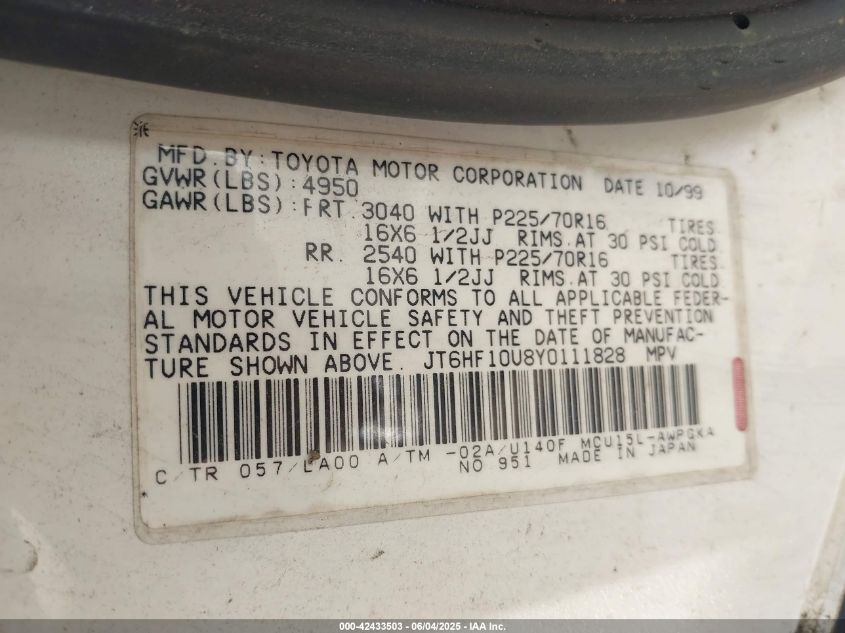 MFD. BY: TOYOTA MOTOR CORPORATION DATE 10/99
GVWR(LBS):4950
GAWR(LBS):FRT. 3040 WITH P225/70R16 TIRES.
16X6 1/2JJ RIMS.AT 30 PSI COLD
RR. 2540 WITH P225/70R16 TIRES.
16X6 1/2JJ RIMS.AT 30 PSI COLD
THIS VEHICLE CONFORMS TO ALL APPLICABLE FEDER-
AL MOTOR VEHICLE SAFETY AND THEFT PREVENTION
STANDARDS IN EFFECT ON THE DATE OF MANUFAC-
TURE SHOWN ABOVE. JT6HF10U8Y0111828 MPV
C/TR 057/LA00 A/TM -02A/U140F MCU15L-AWPGKA
NO 951 MADE IN JAPAN
000-42433503 - 06/04/2025 - IAA Inc.